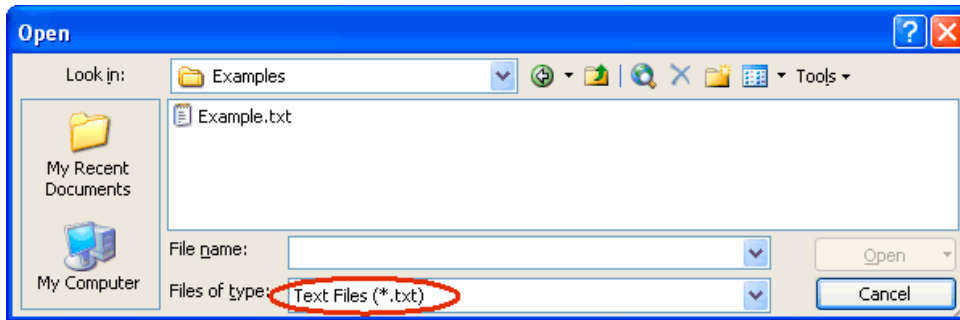 Open
Look in:
Examples
Tools
Example.txt
My Recent
Documents
My Computer
File name:
Open
Files of type:
Text Files (*.txt)
Cancel